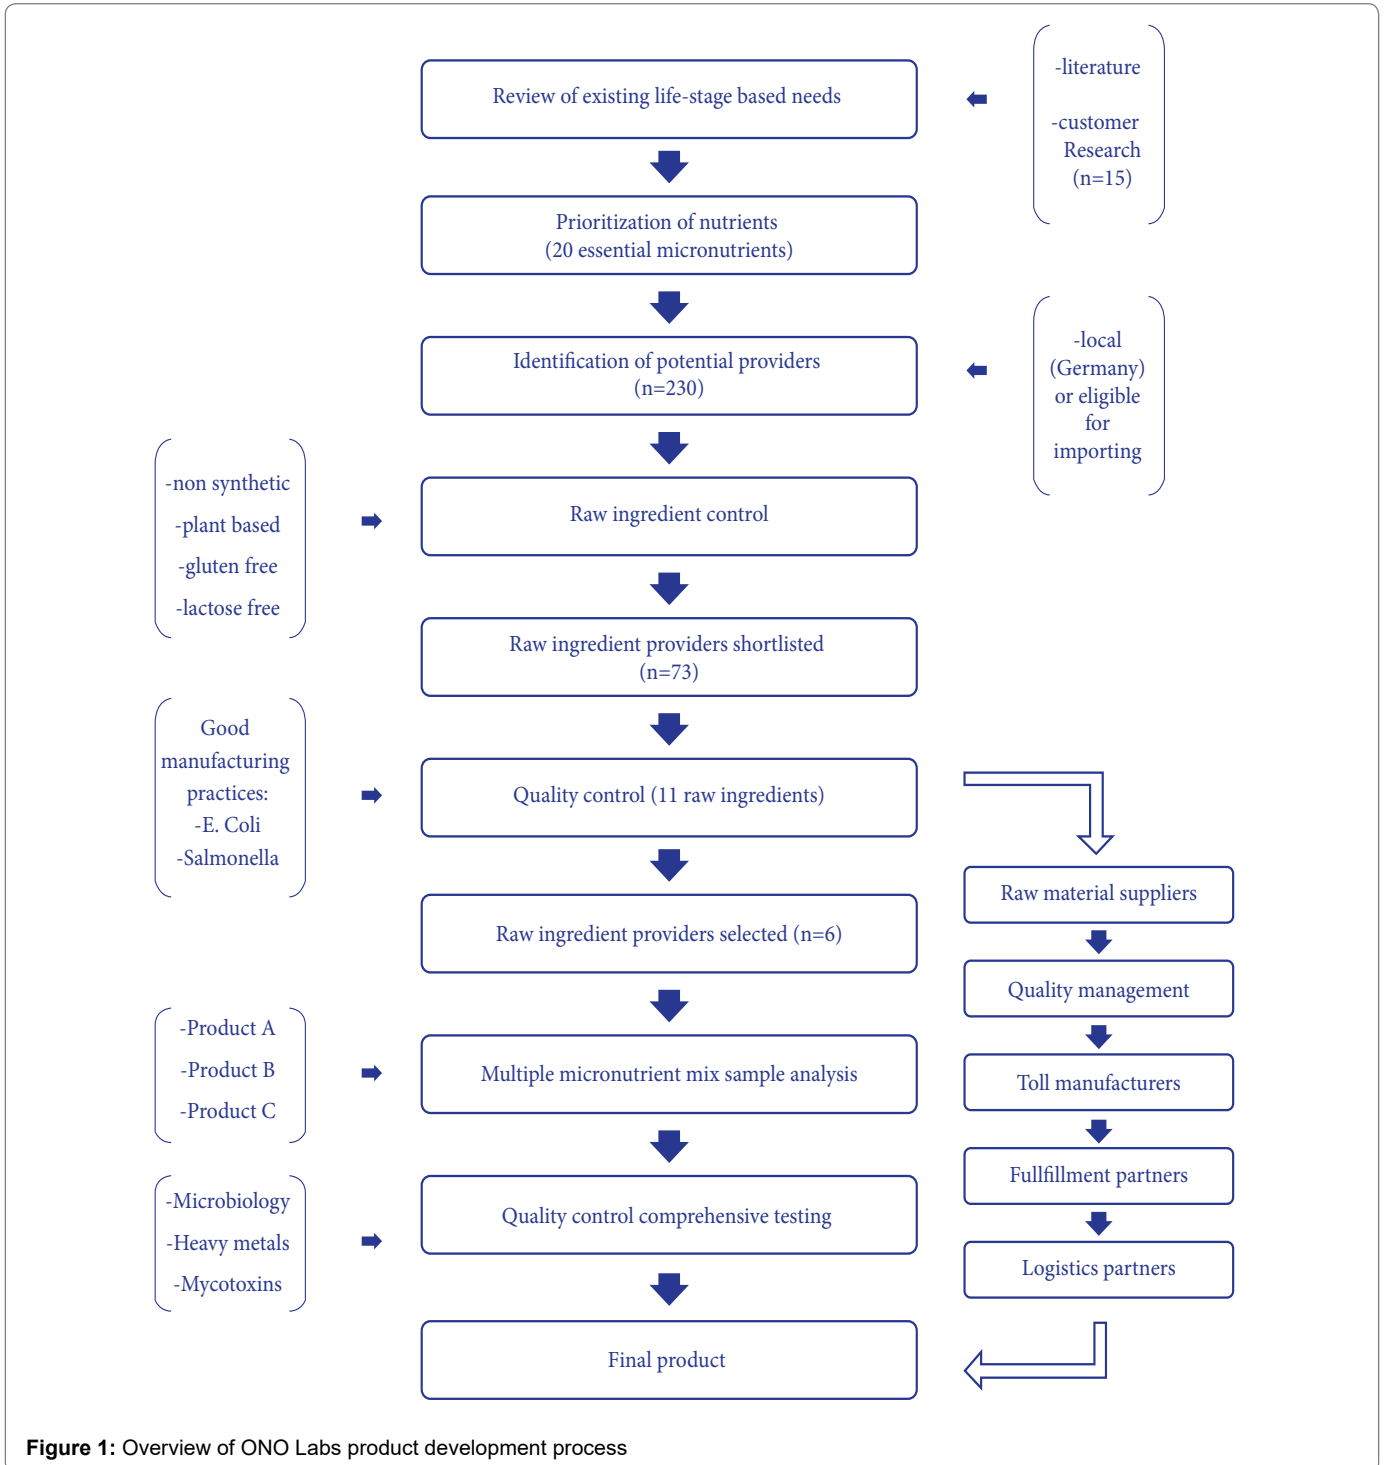 Review of existing life-stage based needs
-literature
-customer
Research
(n=15)
Prioritization of nutrients
(20 essential micronutrients)
Identification of potential providers
(n=230)
-local
(Germany)
or eligible
for
importing
-non synthetic
-plant based
-gluten free
-lactose free
Raw ingredient control
Raw ingredient providers shortlisted
(n=73)
Good
manufacturing
practices:
-E. Coli
-Salmonella
Quality control (11 raw ingredients)
Raw ingredient providers selected (n=6)
-Product A
-Product B
-Product C
Multiple micronutrient mix sample analysis
-Microbiology
-Heavy metals
-Mycotoxins
Quality control comprehensive testing
Raw material suppliers
Quality management
Toll manufacturers
Fullfillment partners
Logistics partners
Final product
Figure 1: Overview of ONO Labs product development process